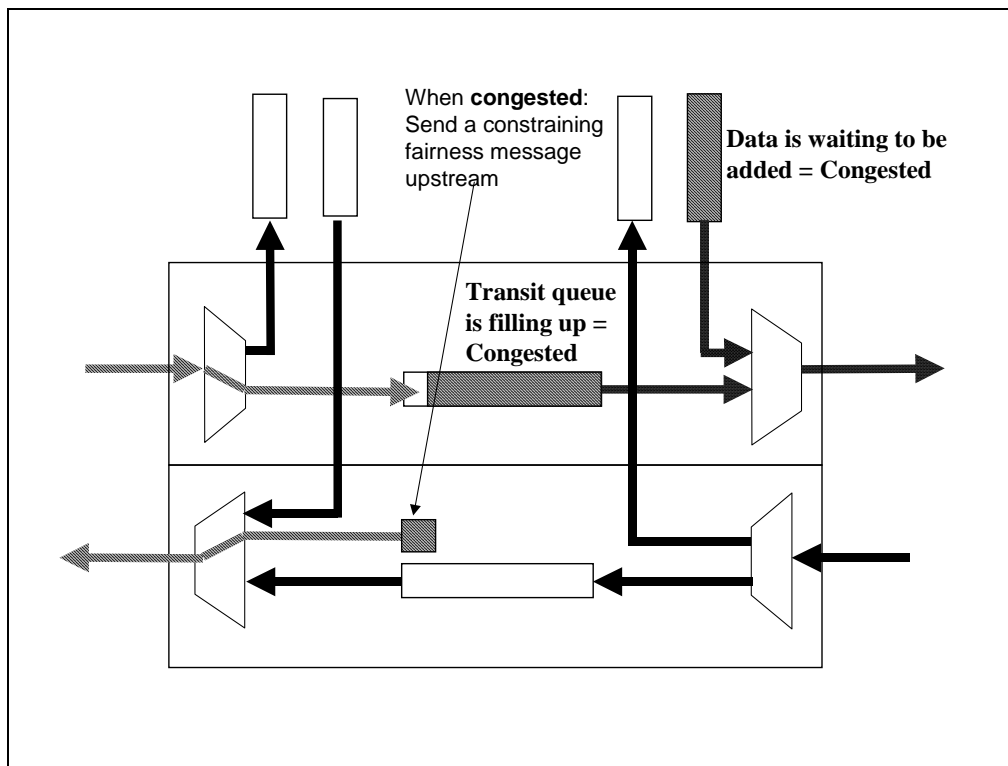 When congested:
Send a constraining
fairness message
upstream
Data is waiting to be
added = Congested
Transit queue
is filling up =
Congested